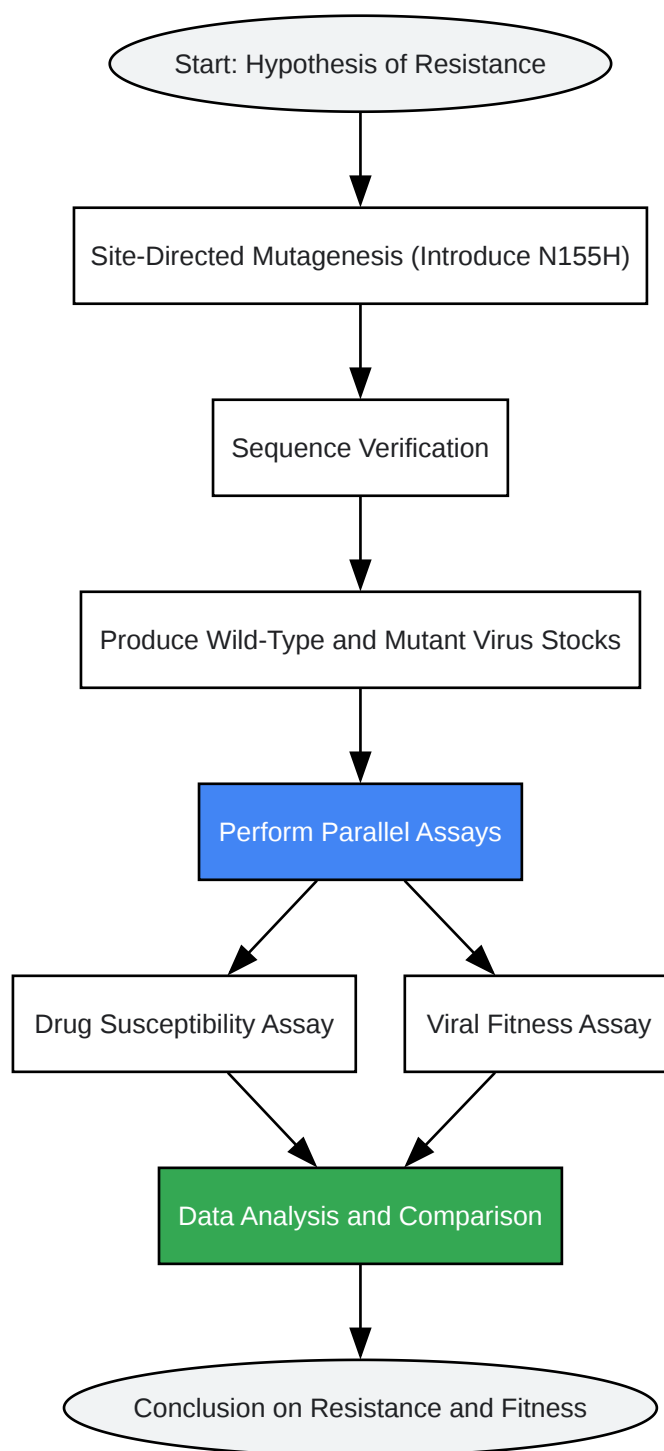 Start: Hypothesis of Resistance
Site-Directed Mutagenesis (Introduce N155H)
Sequence Verification
Produce Wild-Type and Mutant Virus Stocks
Perform Parallel Assays
Drug Susceptibility Assay
Viral Fitness Assay
Data Analysis and Comparison
Conclusion on Resistance and Fitness